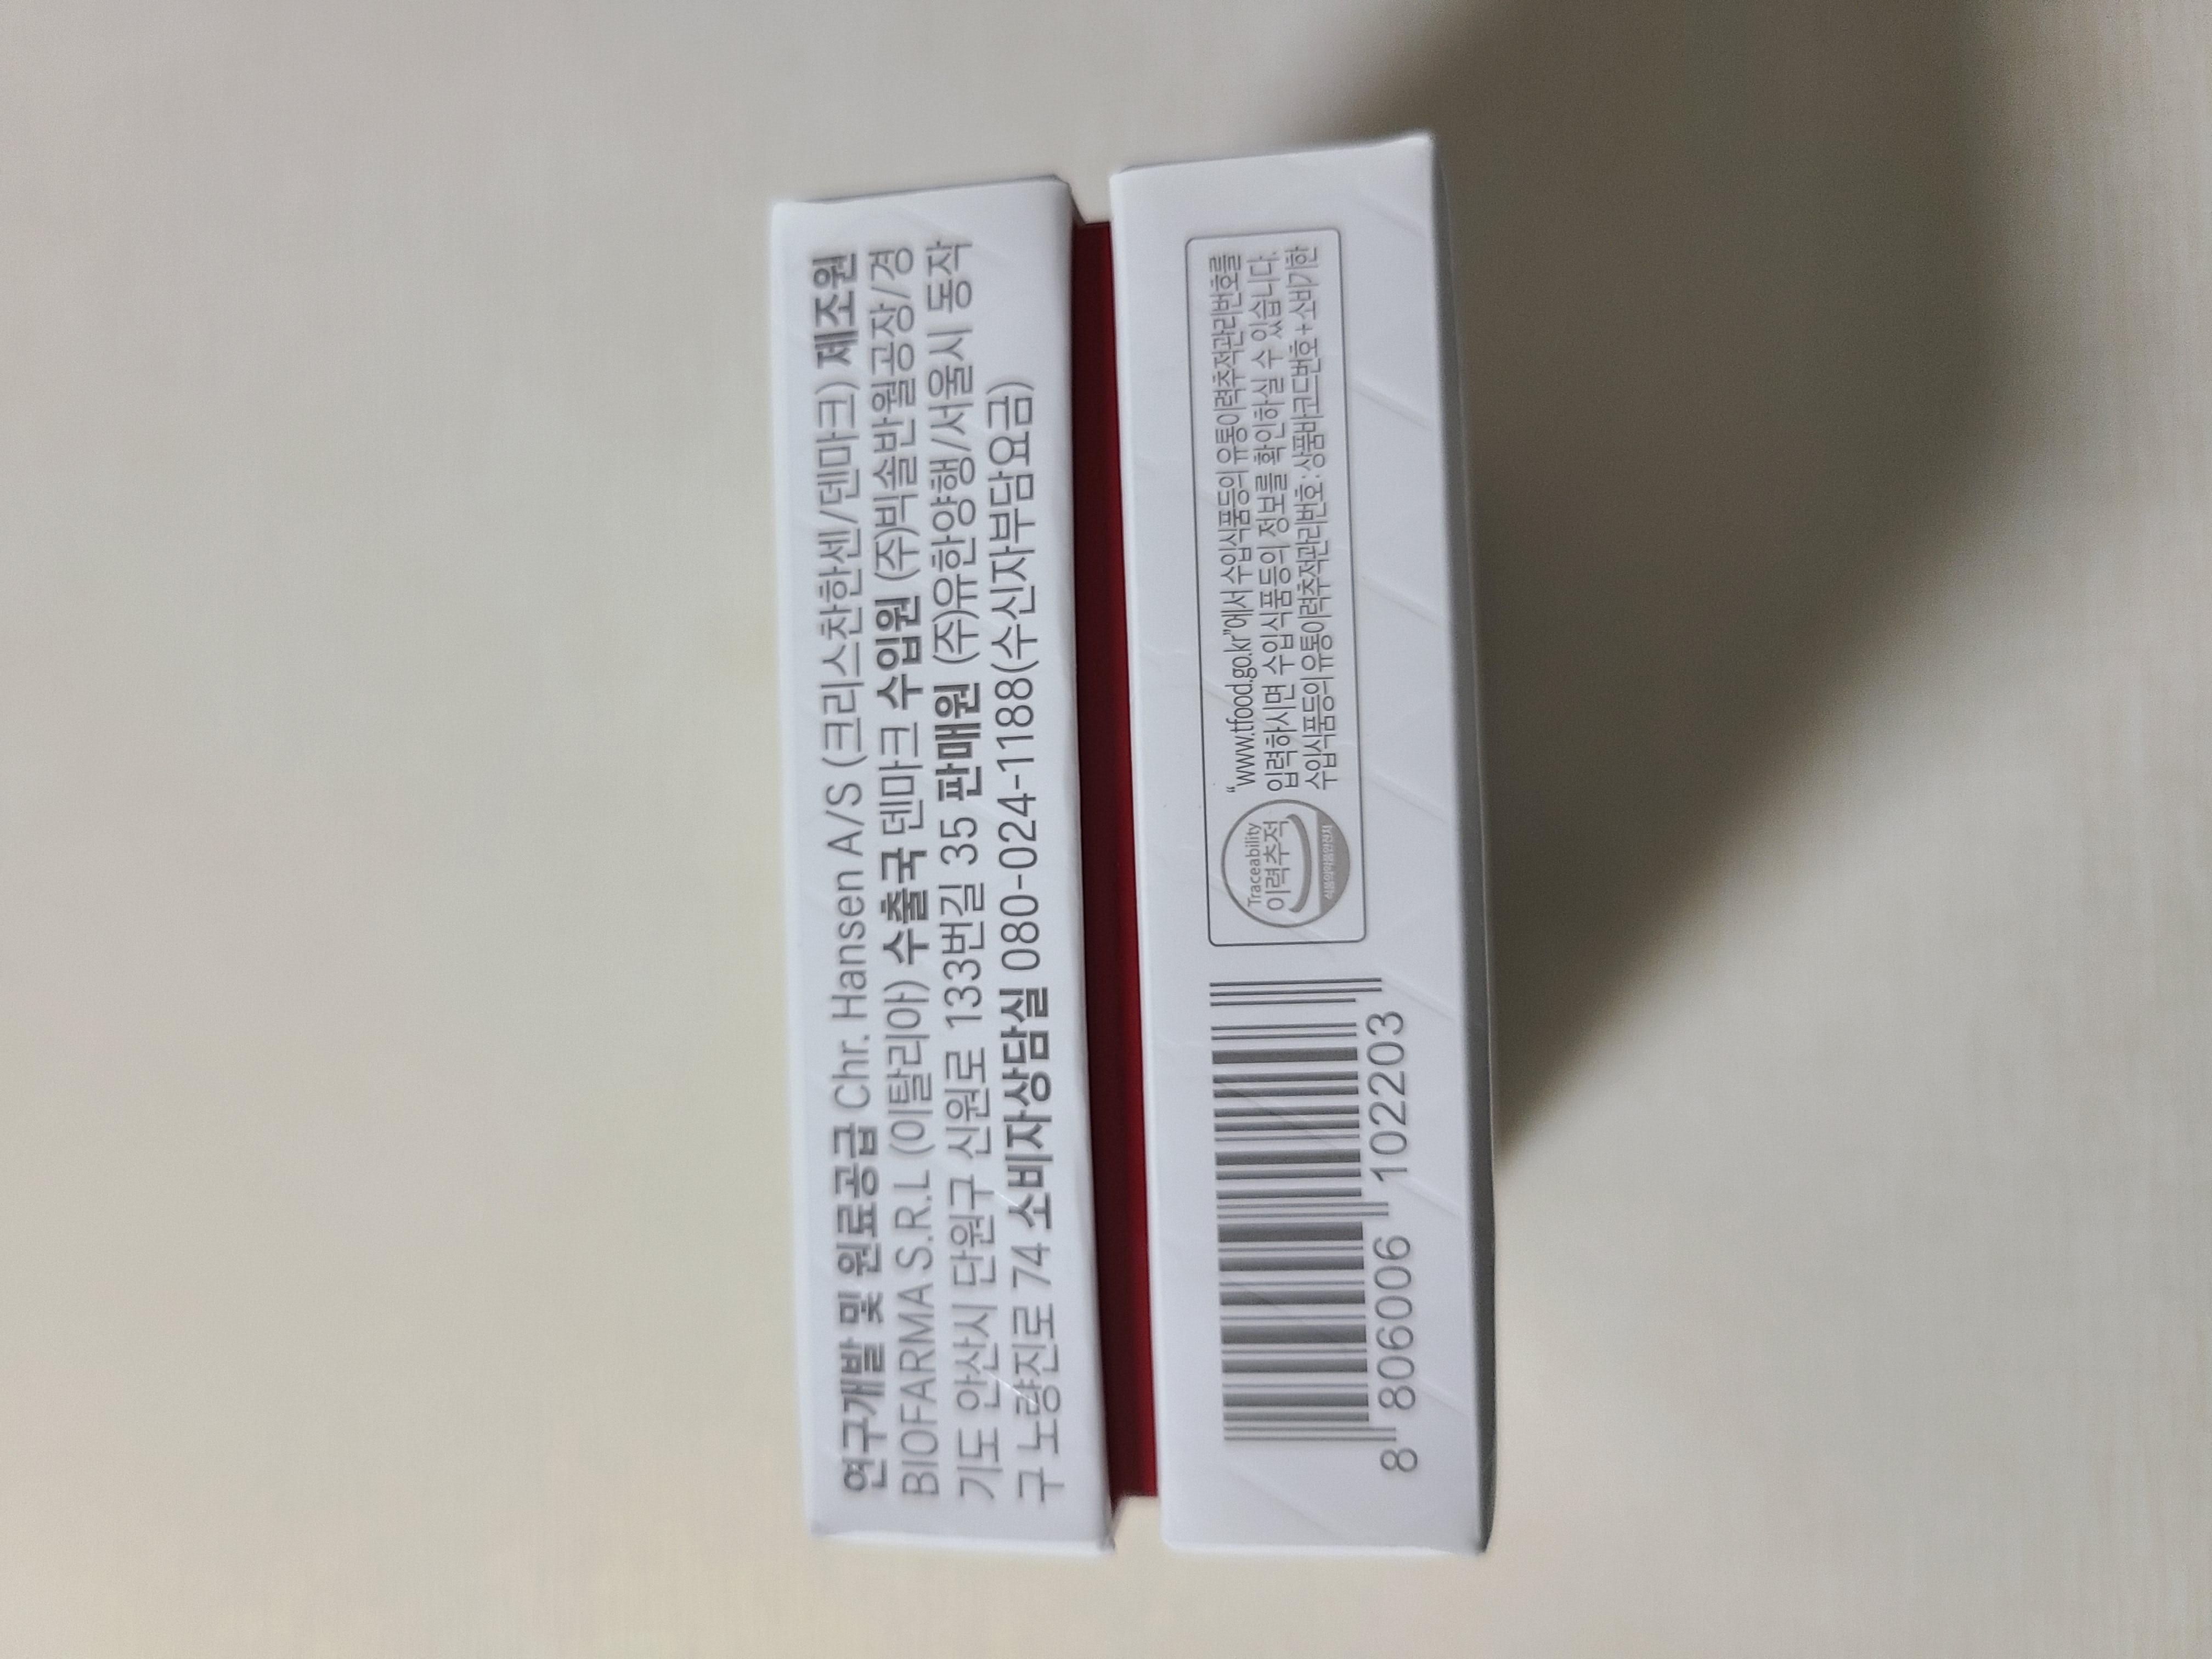 연구개발 및 원료공급 Chr. Hansen A/S (크리스찬한센/덴마크) 제조원
BIOFARMA S.R.L (이탈리아) 수출국 덴마크 수입원 (주)빅솔반월공장/경
기도 안산시 단원구 신원로 133번길 35 판매원 (주)유한양행/서울시 동작
구 노량진로 74 소비자상담실 080-024-1188(수신자부담요금)
Traceability
이력추적
식품의약품안전처
“www.tfood.go.kr”에서 수입식품등의 유통이력추적관리번호를
입력하시면 수입식품등의 정보를 확인하실 수 있습니다.
수입식품등의 유통이력추적관리번호 : 상품바코드번호 + 소비기한
8 806006 102203